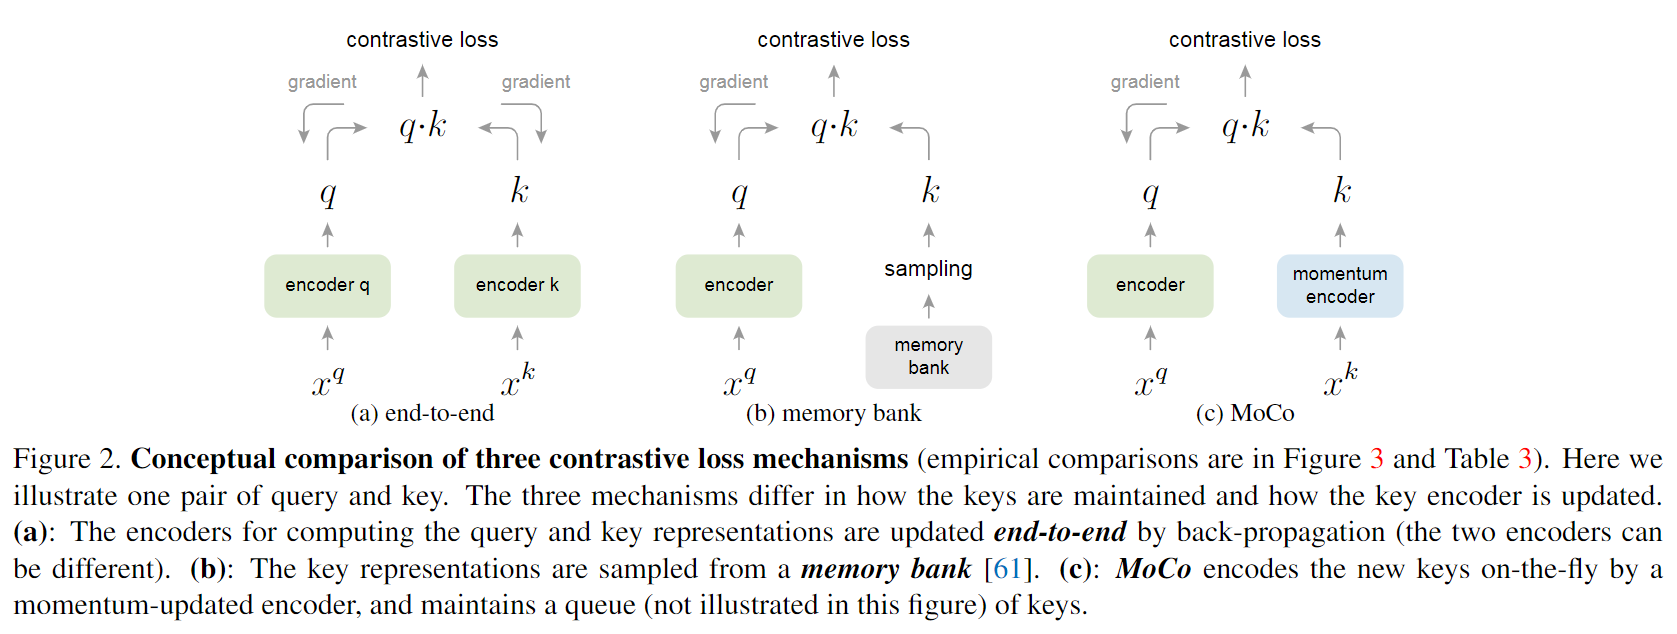 contrastive loss contrastive loss contrastive loss
gradient gradient gradient gradient
q·k q·k q·k
q k q k q k
sampling
encoder q encoder k encoder encoder momentum encoder
memory bank
x^q x^k x^q x^q x^k
(a) end-to-end (b) memory bank (c) MoCo
Figure 2. Conceptual comparison of three contrastive loss mechanisms (empirical comparisons are in Figure 3 and Table 3). Here we
illustrate one pair of query and key. The three mechanisms differ in how the keys are maintained and how the key encoder is updated.
(a): The encoders for computing the query and key representations are updated end-to-end by back-propagation (the two encoders can
be different). (b): The key representations are sampled from a memory bank [61]. (c): MoCo encodes the new keys on-the-fly by a
momentum-updated encoder, and maintains a queue (not illustrated in this figure) of keys.